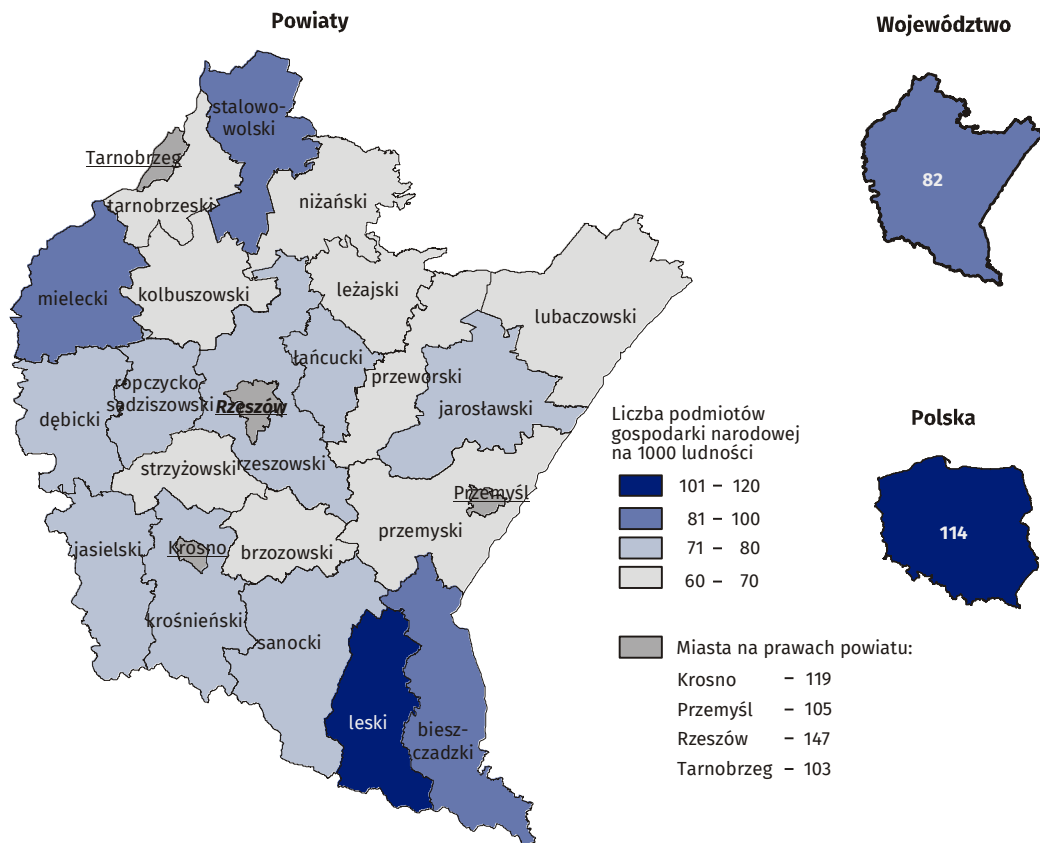 Powiaty
Województwo
stalowo-
wolski
Tarnobrzeg
tarnobrzeski
niżański
82
mielecki
kolbuszowski
leżajski
lubaczowski
łańcucki
przeworski
ropczycko-
sędziszowski
Rzeszów
jarosławski
dębicki
strzyżowski
rzeszowski
Przemyśl
przemyski
jasielski
Krosno
brzozowski
krośnieński
sanocki
leski
biesz-
czadzki
Liczba podmiotów
gospodarki narodowej
na 1000 ludności
101 – 120
81 – 100
71 – 80
60 – 70
Polska
114
Miasta na prawach powiatu:
Krosno – 119
Przemyśl – 105
Rzeszów – 147
Tarnobrzeg – 103